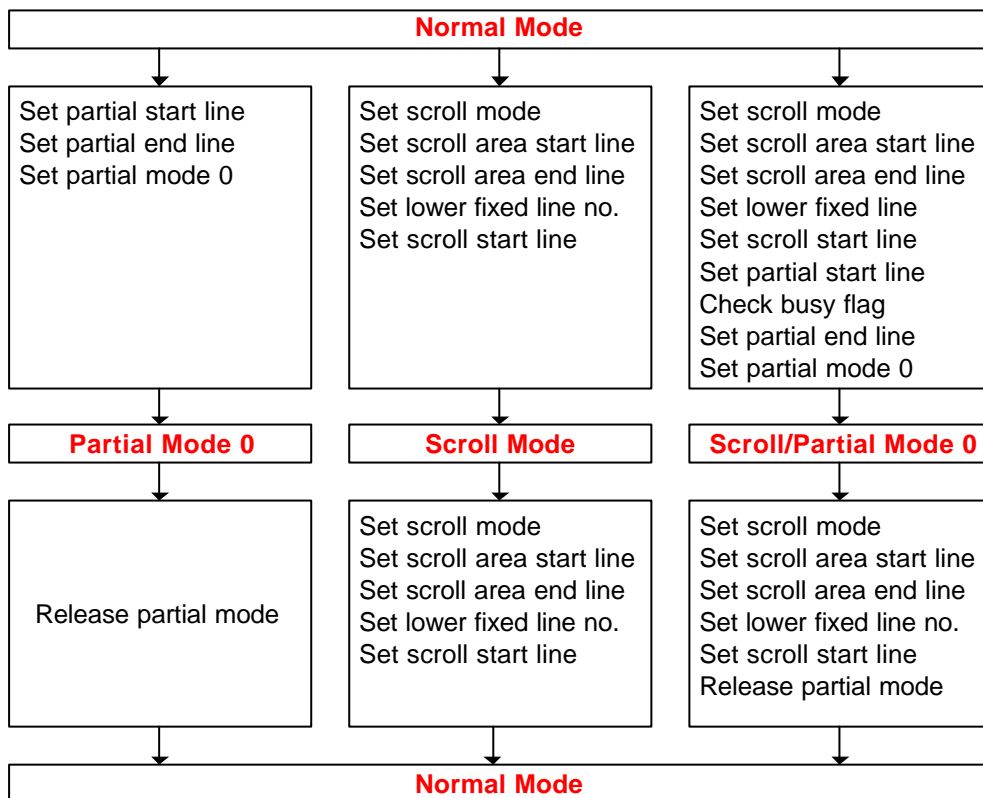 Normal Mode
Set partial start line
Set partial end line
Set partial mode 0
Set scroll mode
Set scroll area start line
Set scroll area end line
Set lower fixed line no.
Set scroll start line
Set scroll mode
Set scroll area start line
Set scroll area end line
Set lower fixed line
Set scroll start line
Set partial start line
Check busy flag
Set partial end line
Set partial mode 0
Partial Mode 0
Scroll Mode
Scroll/Partial Mode 0
Release partial mode
Set scroll mode
Set scroll area start line
Set scroll area end line
Set lower fixed line no.
Set scroll start line
Set scroll mode
Set scroll area start line
Set scroll area end line
Set lower fixed line no.
Set scroll start line
Release partial mode
Normal Mode